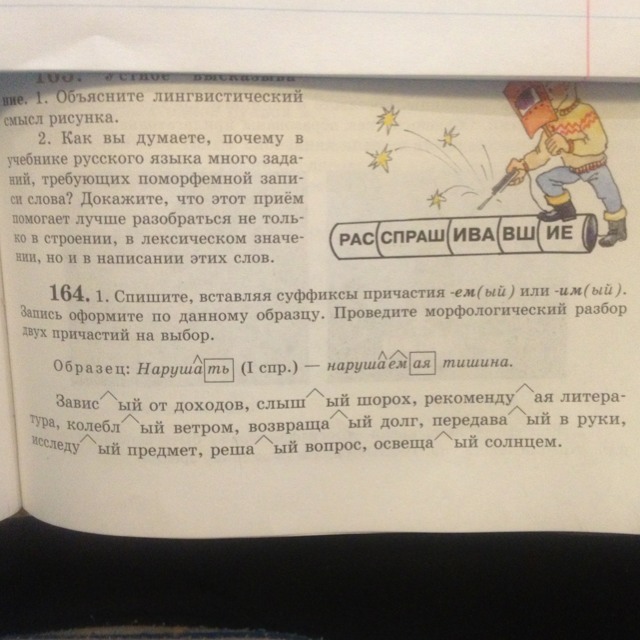 165. Устное высказыва-
ние. 1. Объясните лингвистический
смысл рисунка.
2. Как вы думаете, почему в
учебнике русского языка много зада-
ний, требующих поморфемной запи-
си слова? Докажите, что этот приём
помогает лучше разобраться не толь-
ко в строении, в лексическом значе-
нии, но и в написании этих слов.
РАС СПРАШ ИВА ВШ ИЕ
164. 1. Спишите, вставляя суффиксы причастия -ем(ый) или -им(ый).
Запись оформите по данному образцу. Проведите морфологический разбор
двух причастий на выбор.
Образец: Нарушать (I спр.) — нарушаемая тишина.
Завис^ый от доходов, слыш^ый шорох, рекоменду^ая литера-
тура, колебл^ый ветром, возвраща^ый долг, передава^ый в руки,
исследу^ый предмет, реша^ый вопрос, освеща^ый солнцем.